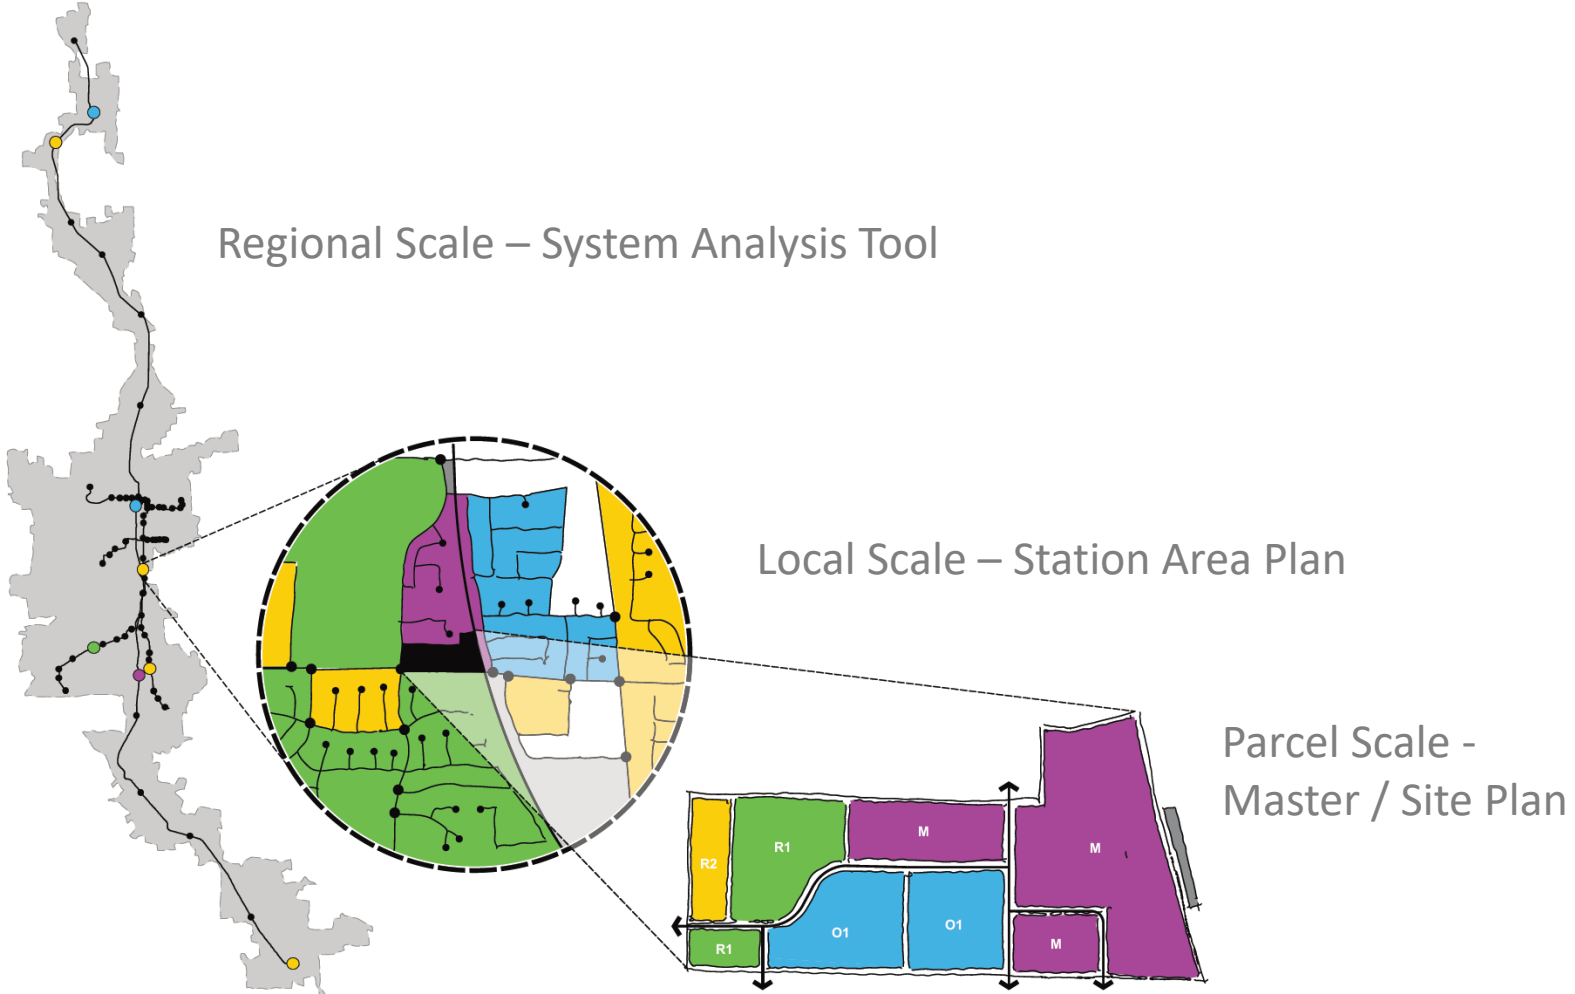 Regional Scale – System Analysis Tool
Local Scale – Station Area Plan
Parcel Scale -
Master / Site Plan
M
R2
R1
M
O1
O1
R1
M